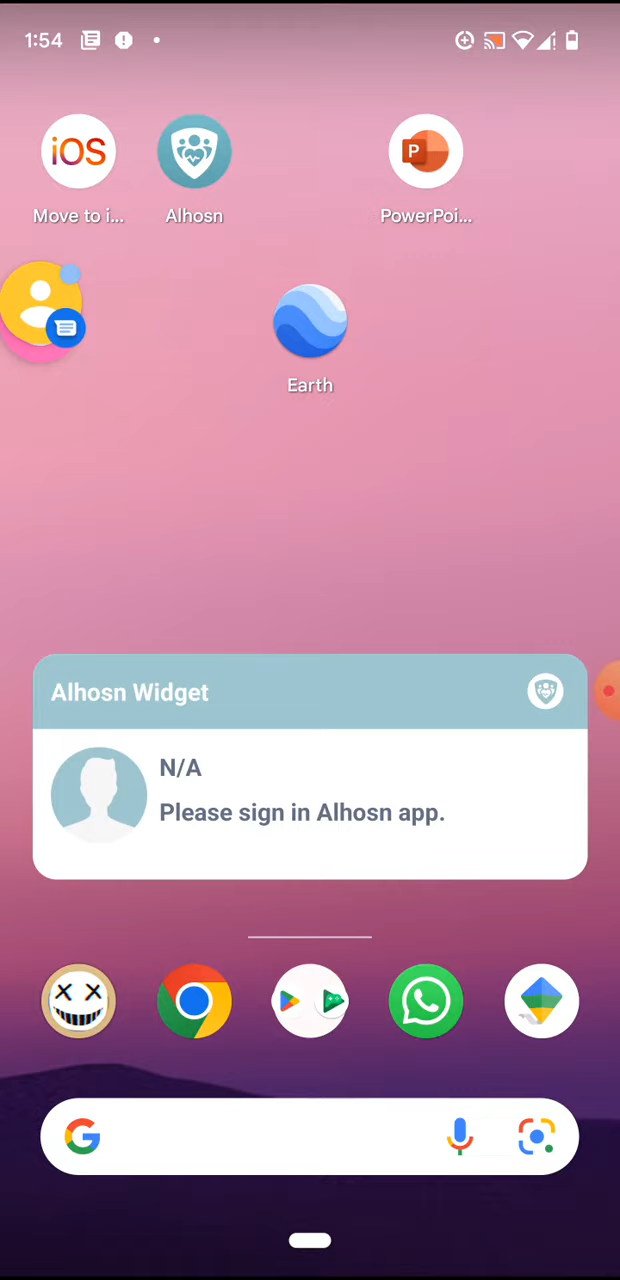 1:54
iOS
Move to i...
Alhosn
P
PowerPoi...
Earth
Alhosn Widget
N/A
Please sign in Alhosn app.
G